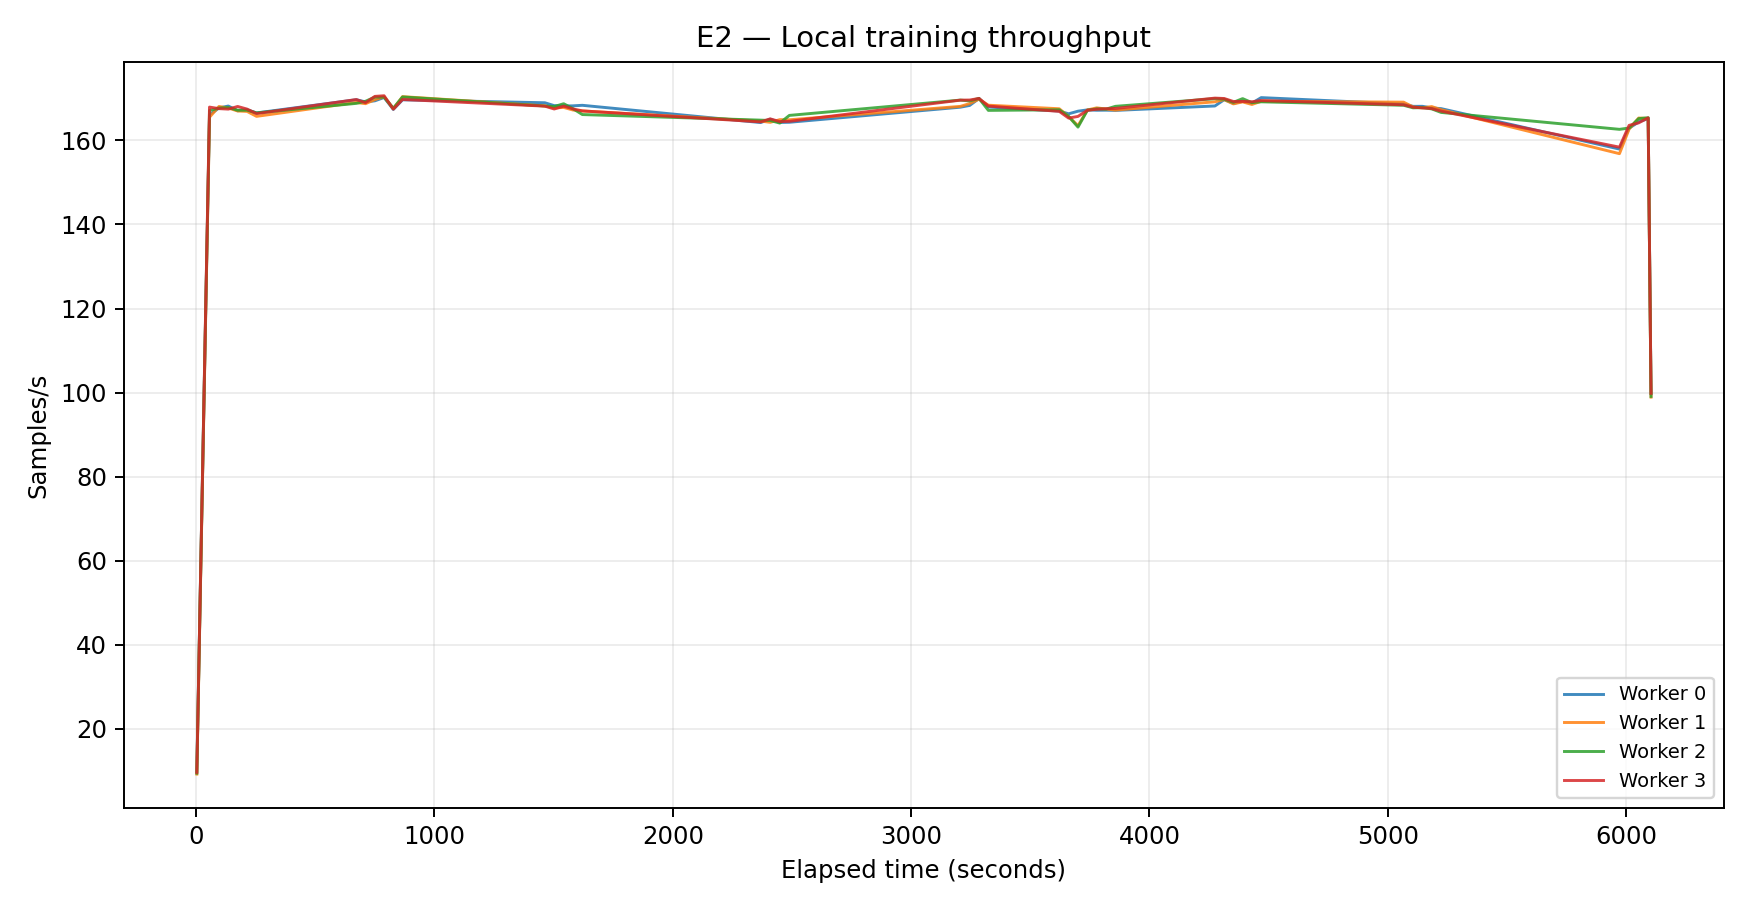 E2 — Local training throughput
Samples/s
160
140
120
100
80
60
40
20
0
1000
2000
3000
4000
5000
6000
Elapsed time (seconds)
Worker 0
Worker 1
Worker 2
Worker 3